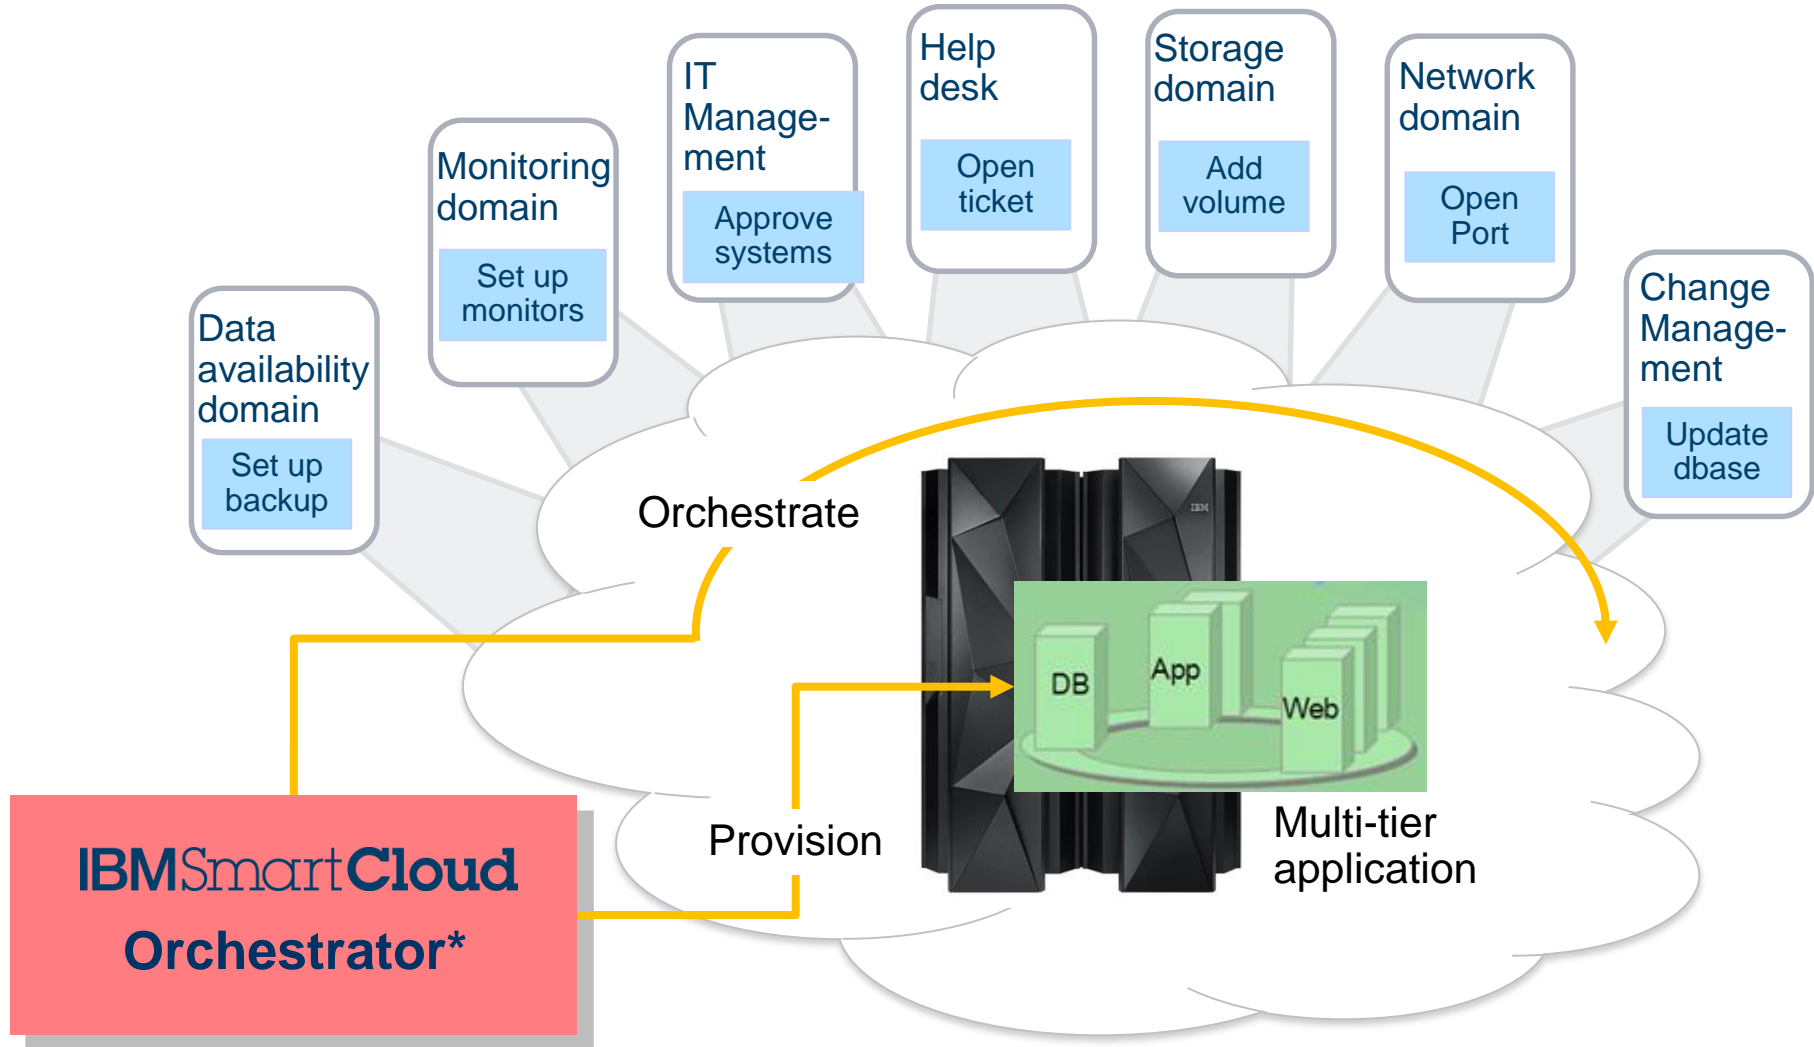 Data
availability
domain
Set up
backup
Monitoring
domain
Set up
monitors
IT
Manage-
ment
Approve
systems
Help
desk
Open
ticket
Storage
domain
Add
volume
Network
domain
Open
Port
Change
Manage-
ment
Update
dbase
Orchestrate
IBM
DB
App
Web
Provision
Multi-tier
application
IBMSmartCloud
Orchestrator*